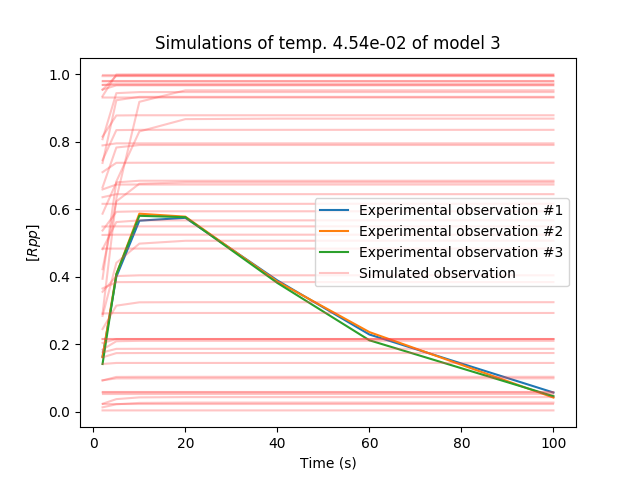 Simulations of temp. 4.54e-02 of model 3
[Rpp]
1.0
0.8
0.6
0.4
0.2
0.0
Experimental observation #1
Experimental observation #2
Experimental observation #3
Simulated observation
0 20 40 60 80 100
Time (s)